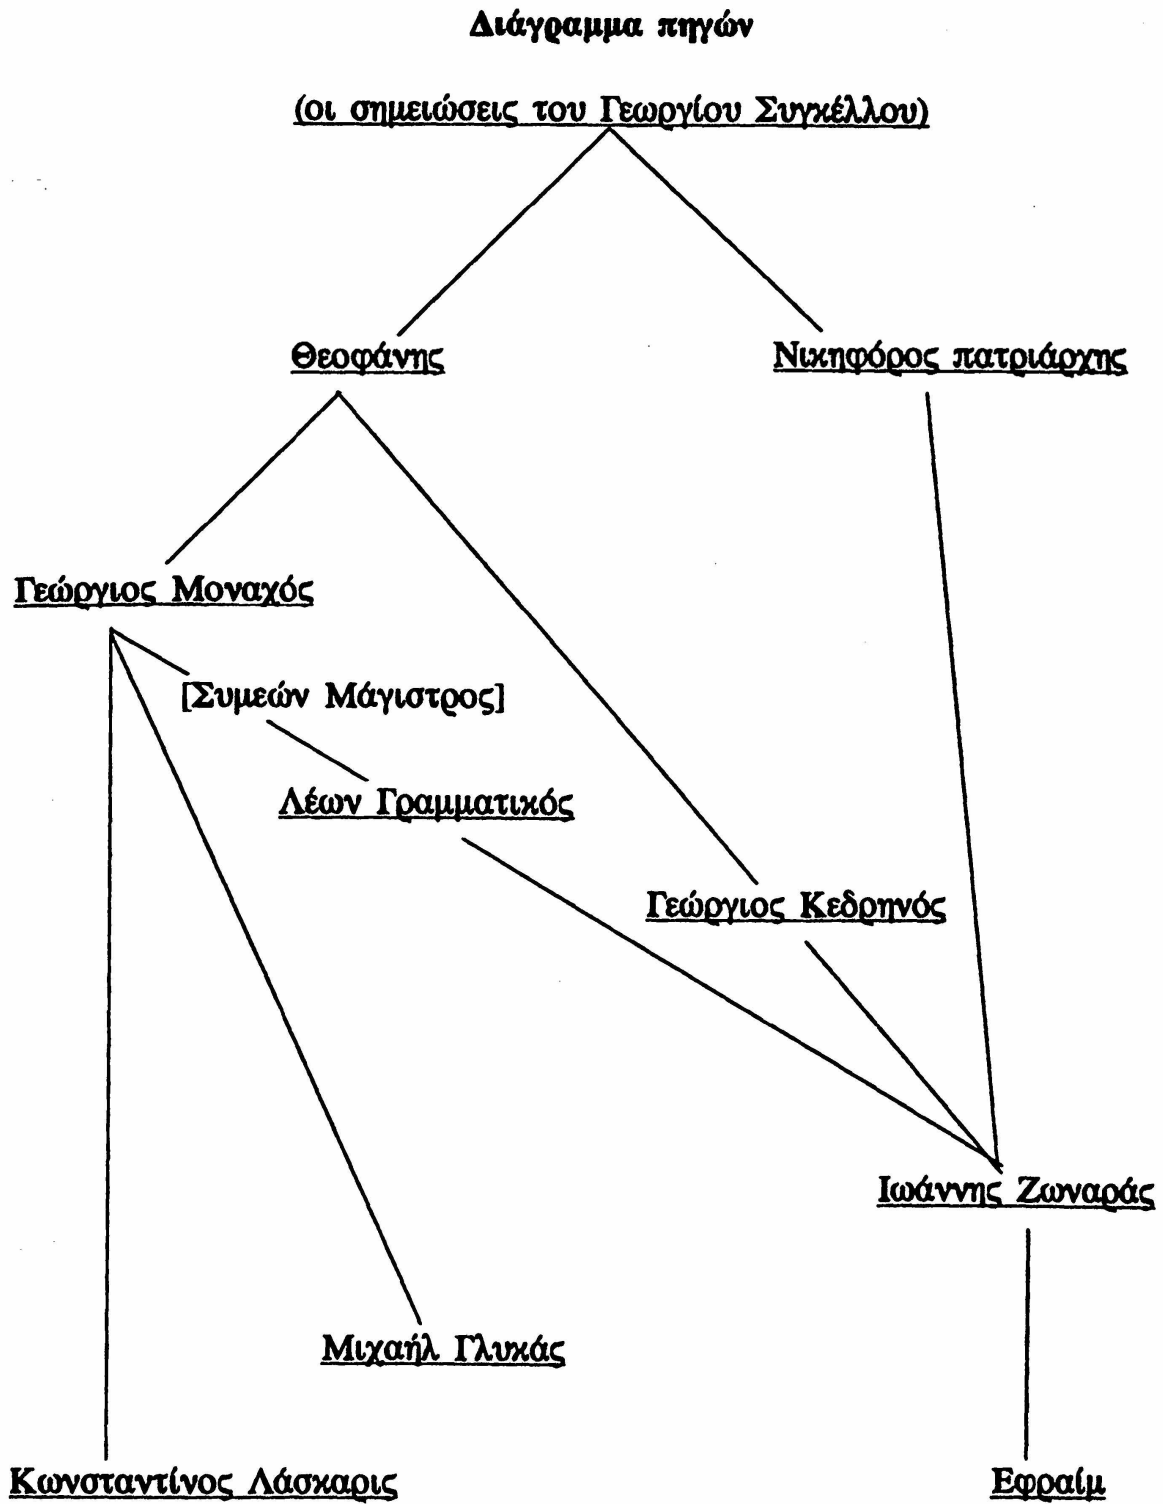 Διάγραμμα πηγών
(οι σημειώσεις του Γεωργίου Συγκέλλου)
Θεοφάνης
Νικηφόρος πατριάρχης
Γεώργιος Μοναχός
[Συμεών Μάγιστρος]
Λέων Γραμματικός
Γεώργιος Κεδρηνός
Ιωάννης Ζωναράς
Μιχαήλ Γλυκάς
Κωνσταντίνος Λάσκαρις
Εφραίμ